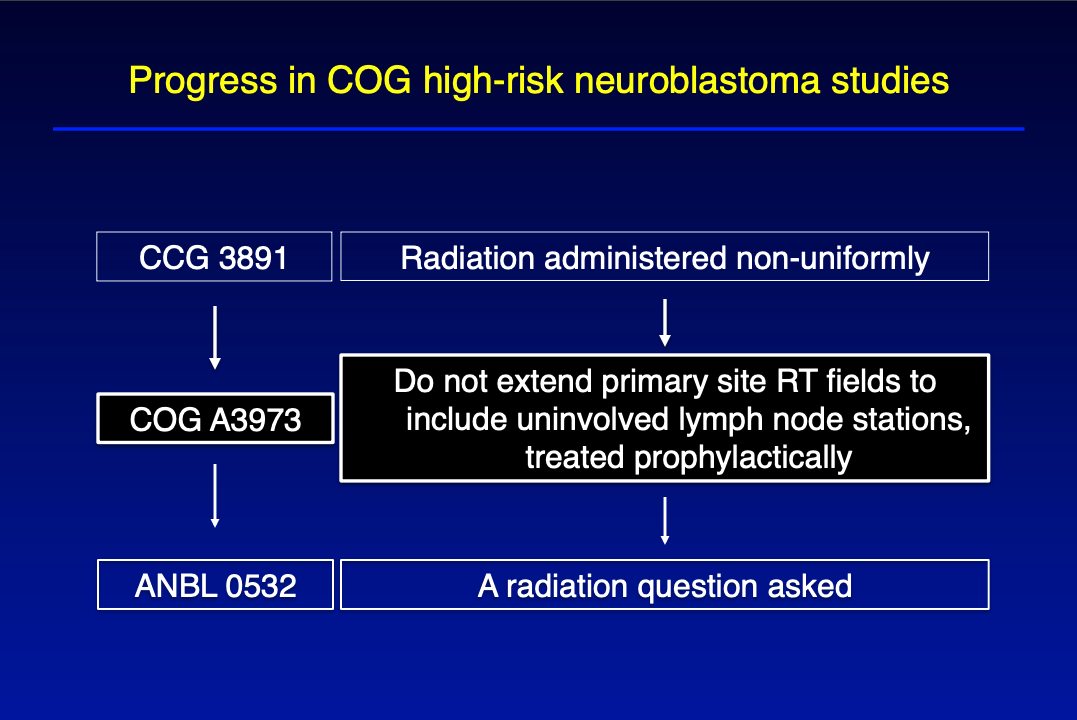 Progress in COG high-risk neuroblastoma studies
CCG 3891
Radiation administered non-uniformly
COG A3973
Do not extend primary site RT fields to
include uninvolved lymph node stations,
treated prophylactically
ANBL 0532
A radiation question asked